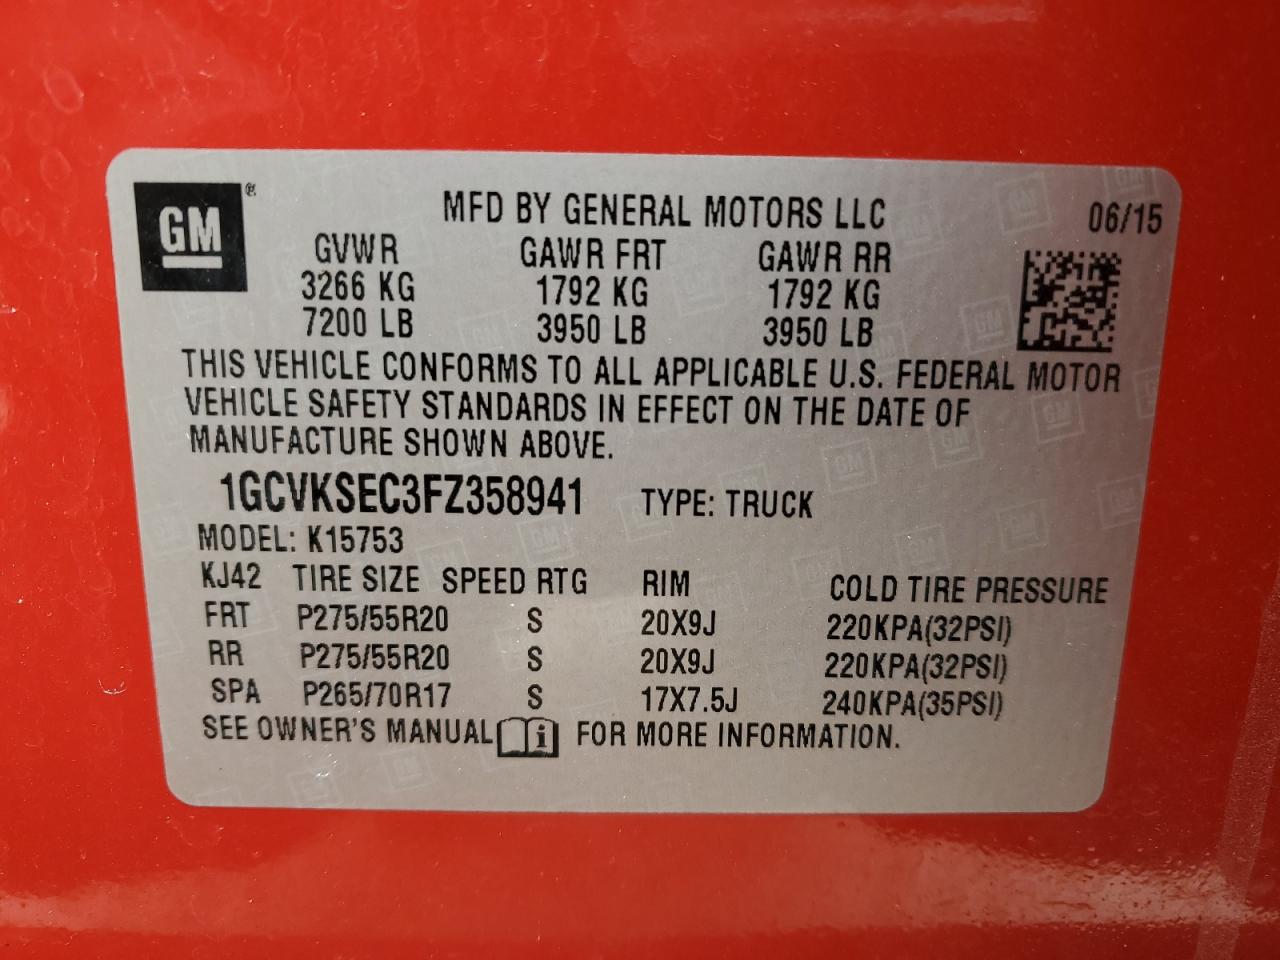 GM®
MFD BY GENERAL MOTORS LLC 06/15
GVWR GAWR FRT GAWR RR
3266 KG 1792 KG 1792 KG
7200 LB 3950 LB 3950 LB
THIS VEHICLE CONFORMS TO ALL APPLICABLE U.S. FEDERAL MOTOR
VEHICLE SAFETY STANDARDS IN EFFECT ON THE DATE OF
MANUFACTURE SHOWN ABOVE.
1GCVKSEC3FZ358941 TYPE: TRUCK
MODEL: K15753
KJ42 TIRE SIZE SPEED RTG RIM COLD TIRE PRESSURE
FRT P275/55R20 S 20X9J 220KPA(32PSI)
RR P275/55R20 S 20X9J 220KPA(32PSI)
SPA P265/70R17 S 17X7.5J 240KPA(35PSI)
SEE OWNER'S MANUAL i FOR MORE INFORMATION.